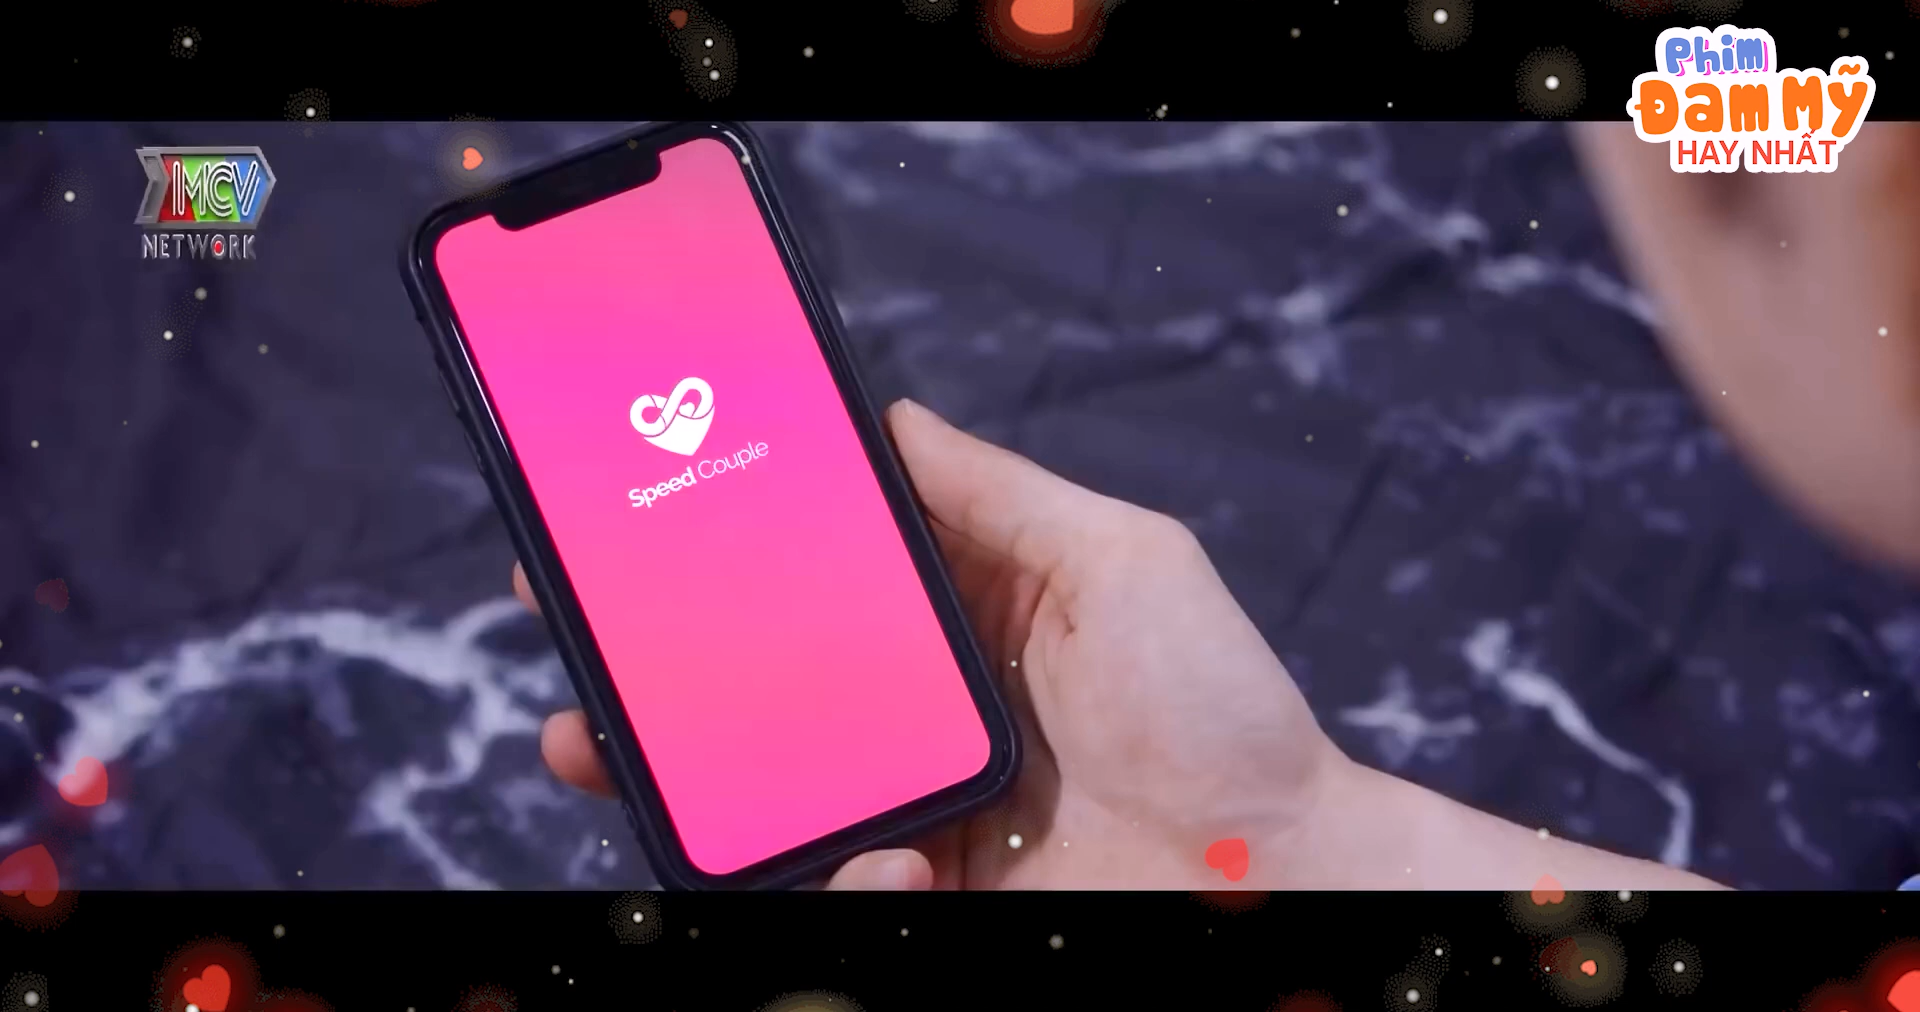 Phim
Đam Mỹ
HAY NHẤT
MCV
NETWORK
Speed Couple